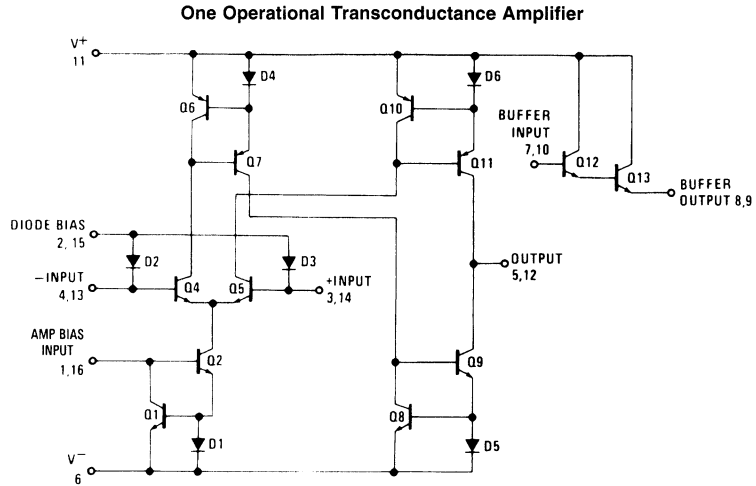 One Operational Transconductance Amplifier
V+
11
D4
D6
Q6
Q10
BUFFER
INPUT
7,10
Q7
Q11
Q12
Q13
BUFFER
OUTPUT 8,9
DIODE BIAS
2, 15
D2
D3
OUTPUT
5,12
−INPUT
4,13
Q4
Q5
+INPUT
3,14
AMP BIAS
INPUT
1,16
Q2
Q9
Q1
Q8
D1
D5
V−
6